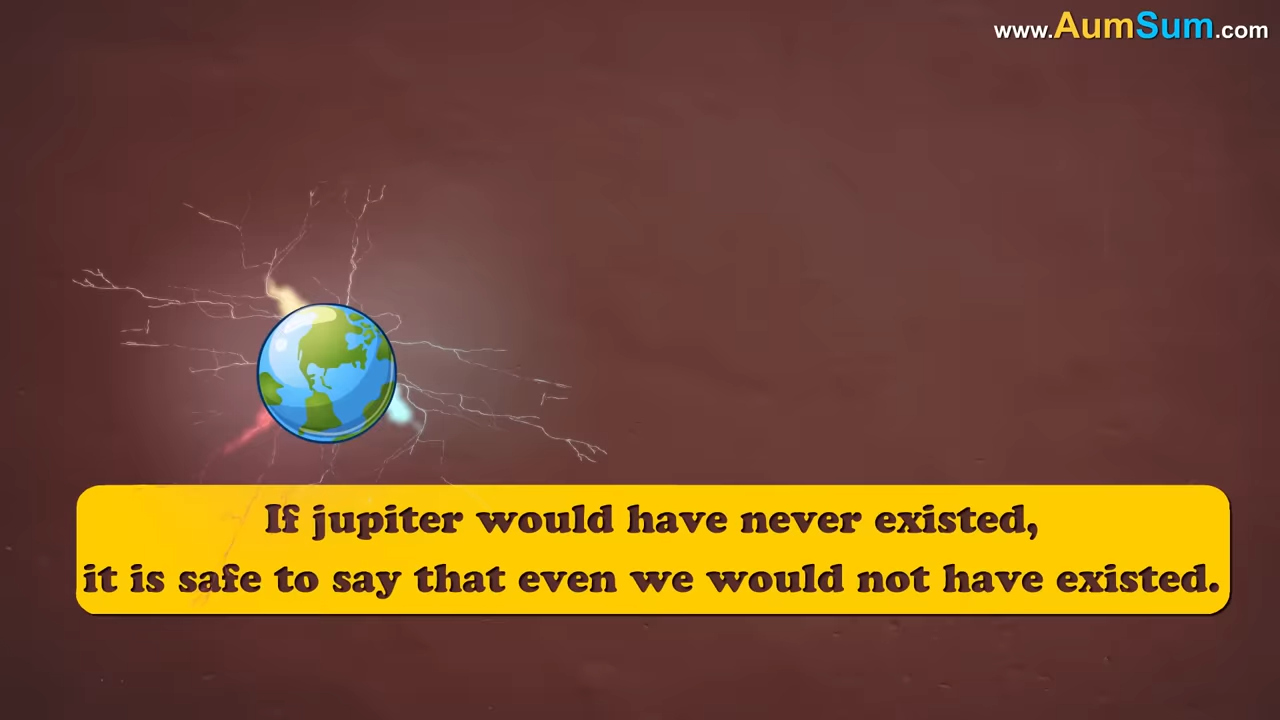 www.AumSum.com
If jupiter would have never existed,
it is safe to say that even we would not have existed.